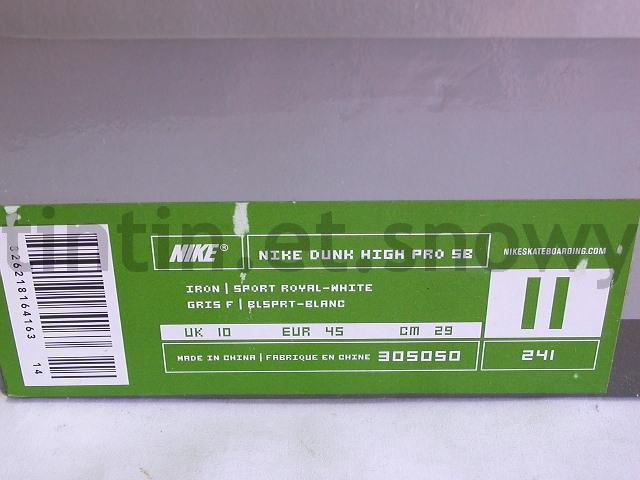 tintin.et.snowy
NIKE® NIKE DUNK HIGH PRO SB NIKESKATEBOARDING.COM
IRON | SPORT ROYAL-WHITE
GRIS F | BLSPRT-BLANC
11
UK 10 EUR 45 CM 29
MADE IN CHINA | FABRIQUE EN CHINE 305050 241
14